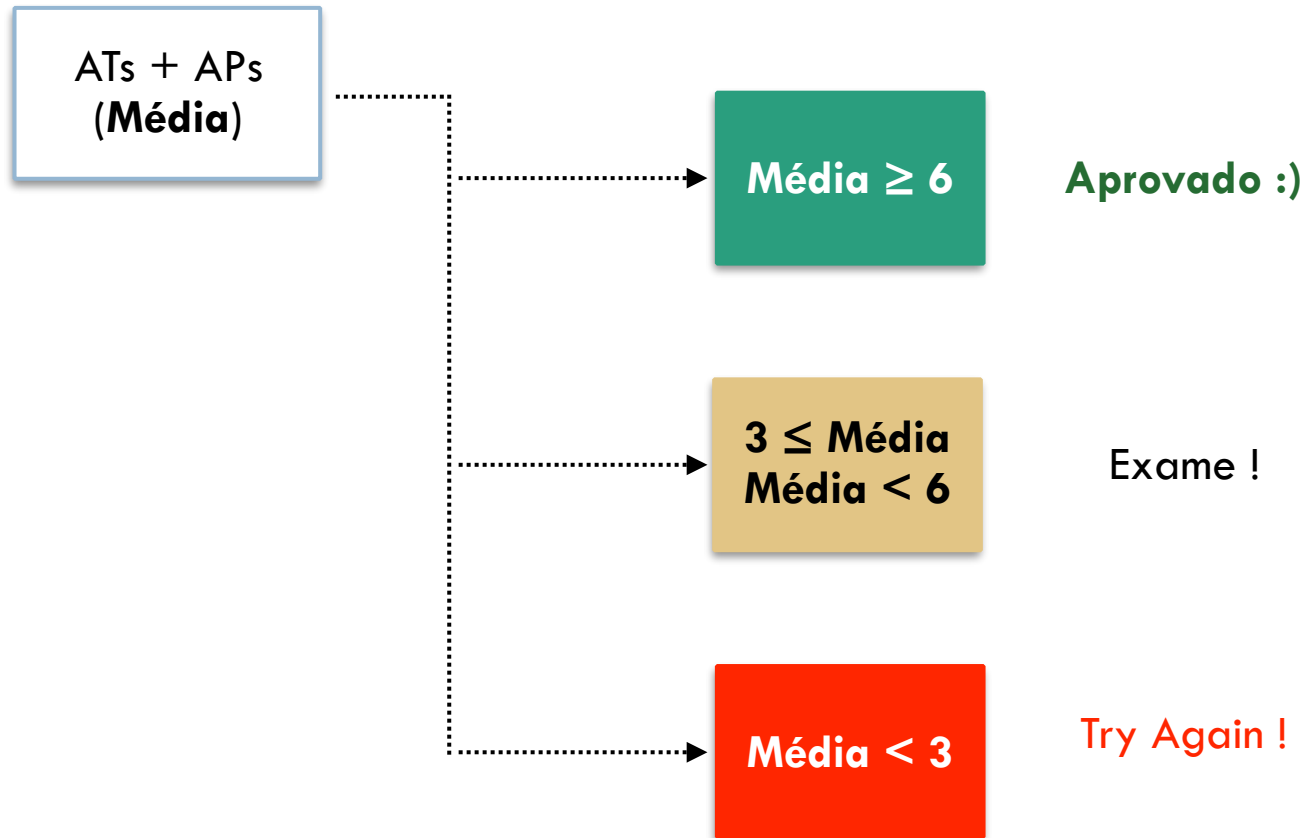 ATs + APs
(Média)
Média ≥ 6
Aprovado :)
3 ≤ Média
Média < 6
Exame !
Média < 3
Try Again !